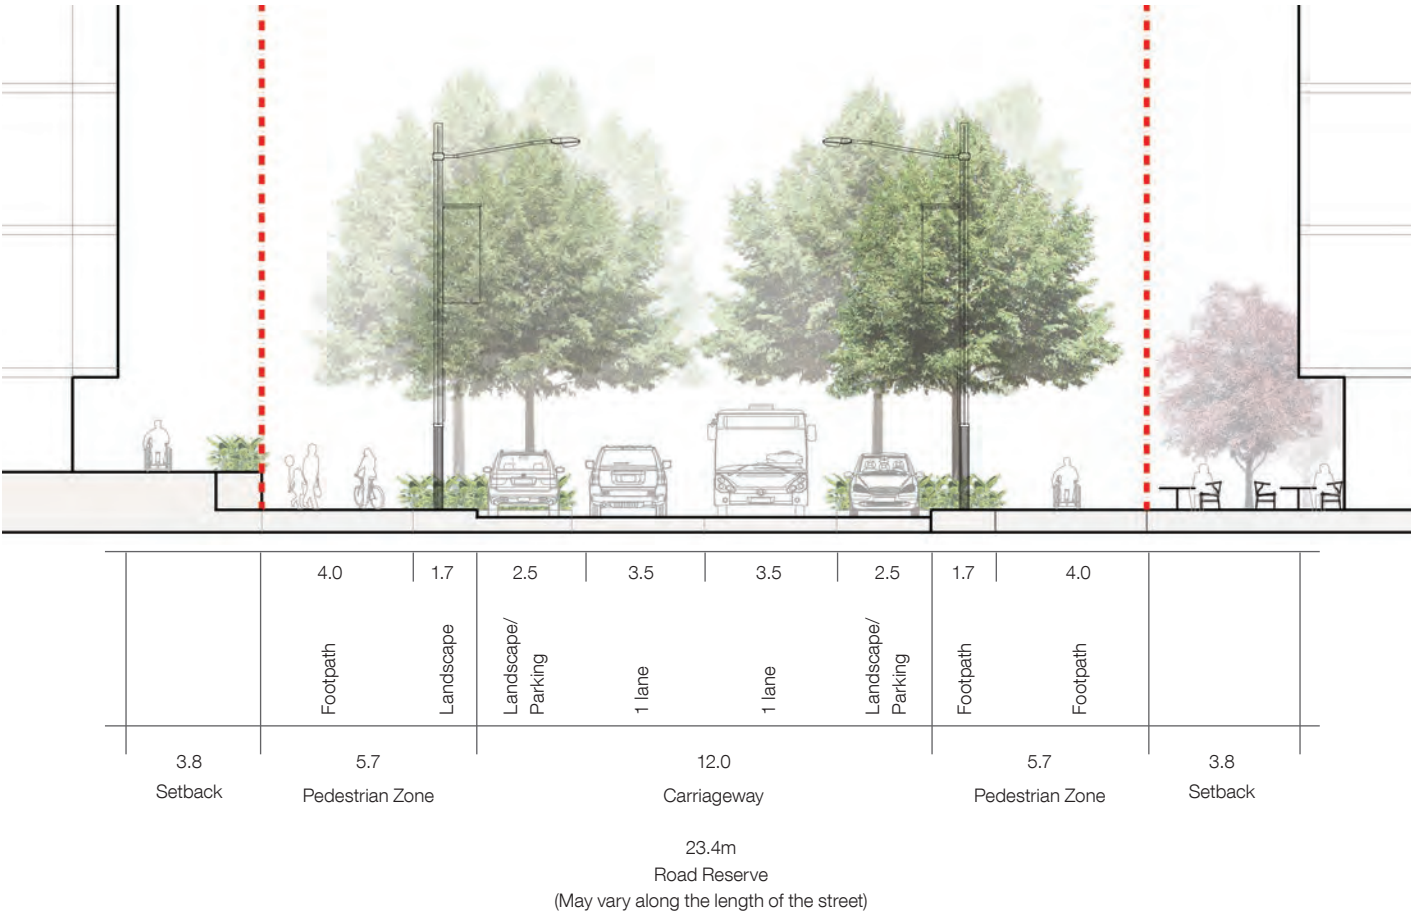 4.0 1.7 2.5 3.5 3.5 2.5 1.7 4.0
Footpath
Landscape
Landscape/
Parking
1 lane
1 lane
Landscape/
Parking
Footpath
Footpath
3.8 5.7 12.0 5.7 3.8
Setback Pedestrian Zone Carriageway Pedestrian Zone Setback
23.4m
Road Reserve
(May vary along the length of the street)